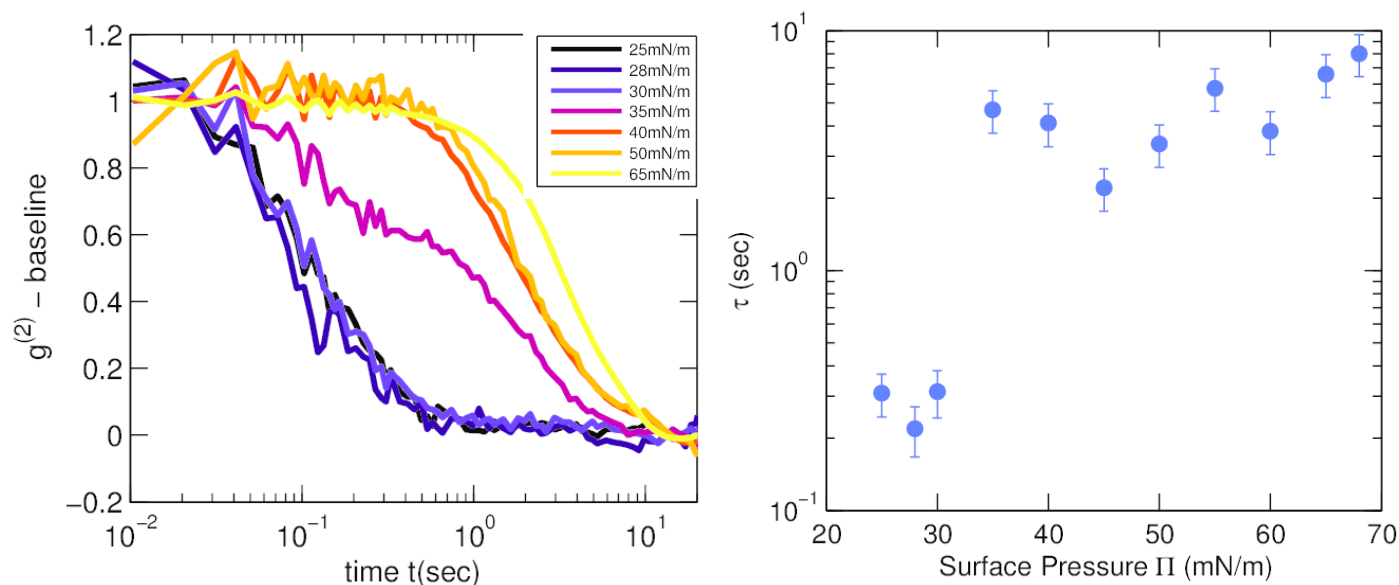 1.2
1
0.8
0.6
0.4
0.2
0
−0.2
g(2) − baseline
10−2
10−1
100
101
time t(sec)
25mN/m
28mN/m
30mN/m
35mN/m
40mN/m
50mN/m
65mN/m
101
100
10−1
τ (sec)
20
30
40
50
60
70
Surface Pressure Π (mN/m)